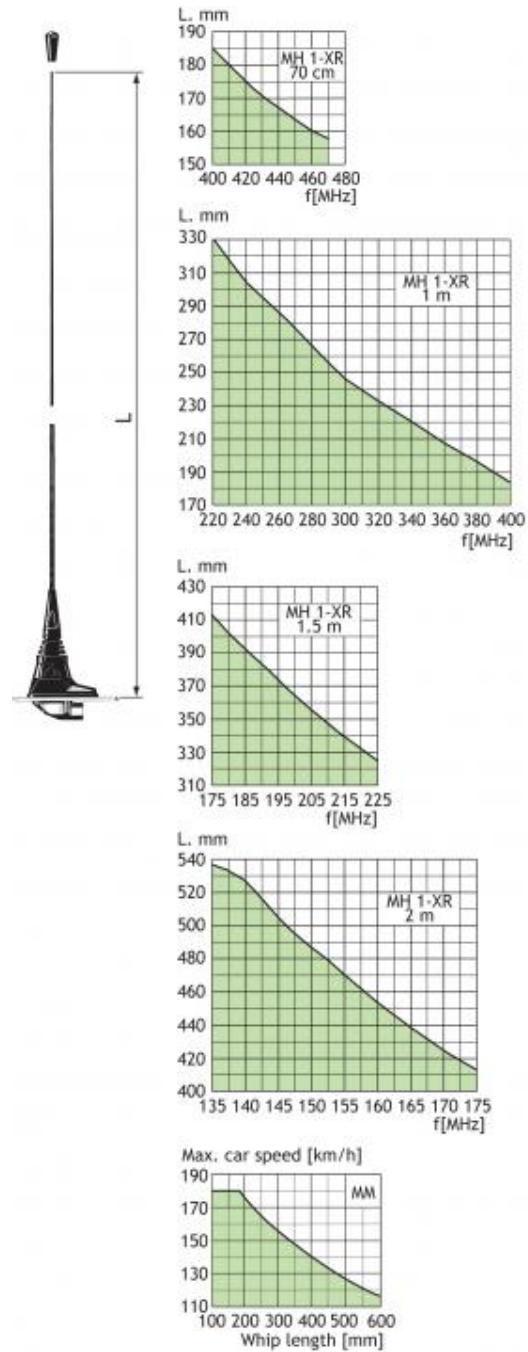 L. mm
190
180
170
160
150
MH 1-XR
70 cm
400 420 440 460 480
f[MHz]
L. mm
330
310
290
270
250
230
210
190
170
MH 1-XR
1 m
220 240 260 280 300 320 340 360 380 400
f[MHz]
L
L. mm
430
410
390
370
350
330
310
MH 1-XR
1.5 m
175 185 195 205 215 225
f[MHz]
L. mm
540
520
500
480
460
440
420
400
MH 1-XR
2 m
135 140 145 150 155 160 165 170 175
f[MHz]
Max. car speed [km/h]
190
170
150
130
110
MM
100 200 300 400 500 600
Whip length [mm]